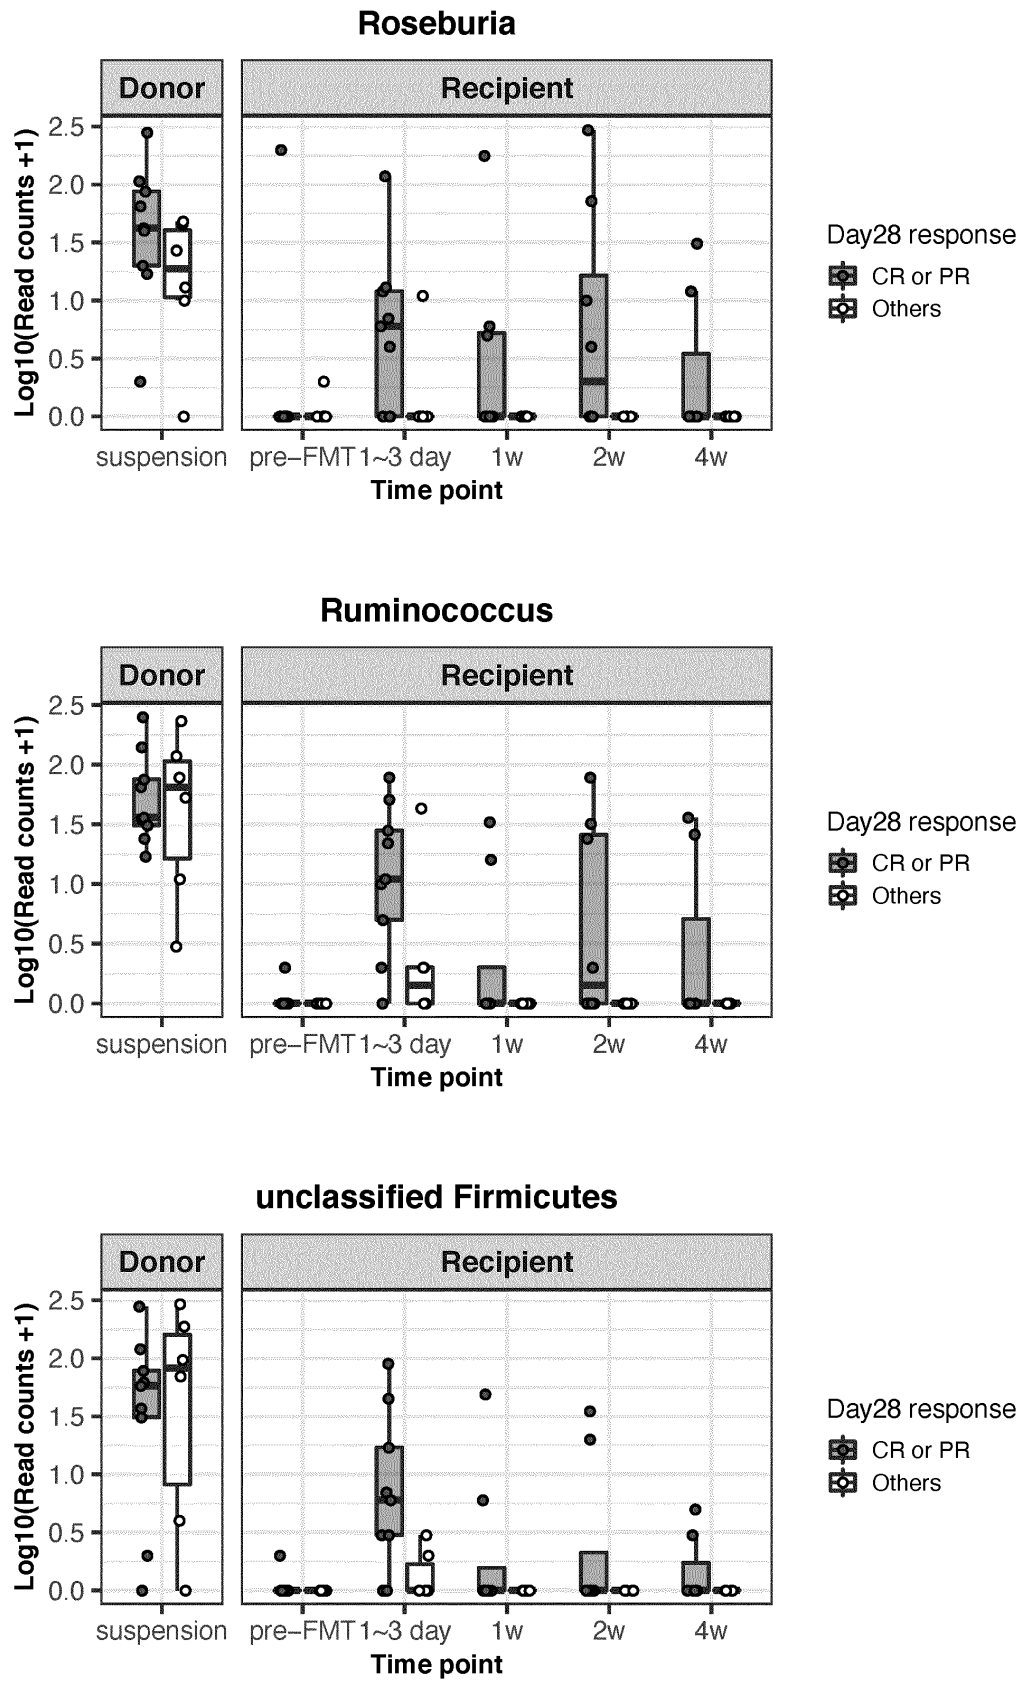 Roseburia
Donor Recipient
Log10(Read counts +1)
2.5
2.0
1.5
1.0
0.5
0.0
suspension pre−FMT 1~3 day 1w 2w 4w
Time point
Day28 response
CR or PR
Others
Ruminococcus
Donor Recipient
Log10(Read counts +1)
2.5
2.0
1.5
1.0
0.5
0.0
suspension pre−FMT 1~3 day 1w 2w 4w
Time point
Day28 response
CR or PR
Others
unclassified Firmicutes
Donor Recipient
Log10(Read counts +1)
2.5
2.0
1.5
1.0
0.5
0.0
suspension pre−FMT 1~3 day 1w 2w 4w
Time point
Day28 response
CR or PR
Others